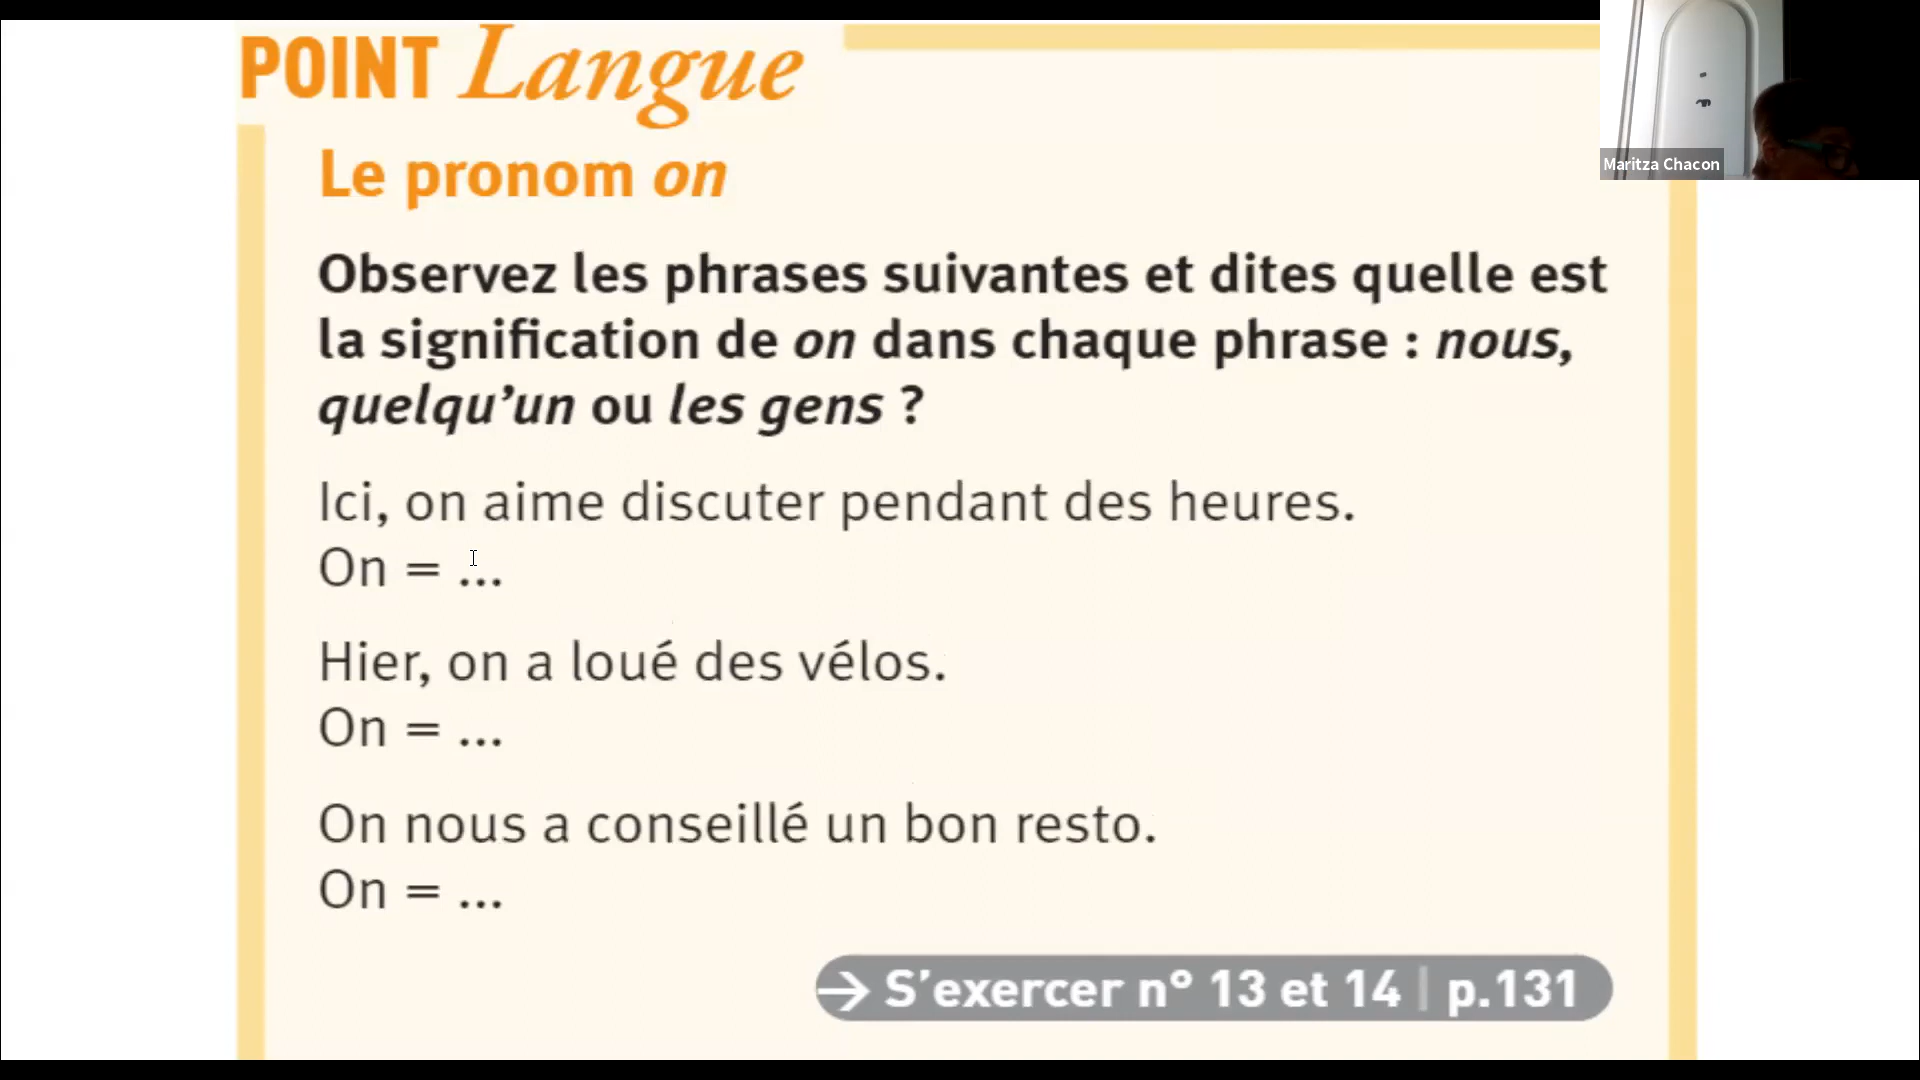 POINT Langue
Maritza Chacon
Le pronom on
Observez les phrases suivantes et dites quelle est
la signification de on dans chaque phrase : nous,
quelqu’un ou les gens ?
Ici, on aime discuter pendant des heures.
On = ...
Hier, on a loué des vélos.
On = ...
On nous a conseillé un bon resto.
On = ...
→ S’exercer n° 13 et 14 | p.131